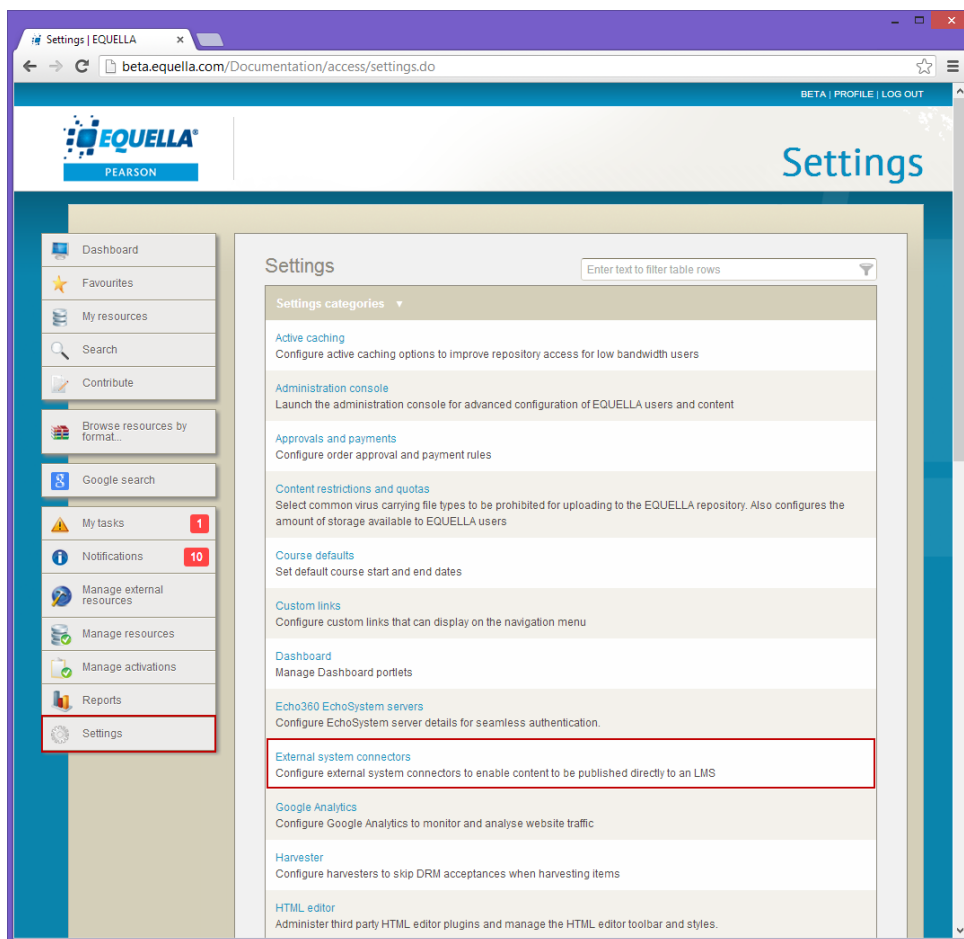 Settings | EQUELLA
beta.equella.com/Documentation/access/settings.do
BETA | PROFILE | LOG OUT
EQUELLA®
PEARSON
Settings
Dashboard
Favourites
My resources
Search
Contribute
Browse resources by
format...
Google search
My tasks 1
Notifications 10
Manage external
resources
Manage resources
Manage activations
Reports
Settings
Settings
Enter text to filter table rows
Settings categories
Active caching
Configure active caching options to improve repository access for low bandwidth users
Administration console
Launch the administration console for advanced configuration of EQUELLA users and content
Approvals and payments
Configure order approval and payment rules
Content restrictions and quotas
Select common virus carrying file types to be prohibited for uploading to the EQUELLA repository. Also configures the
amount of storage available to EQUELLA users
Course defaults
Set default course start and end dates
Custom links
Configure custom links that can display on the navigation menu
Dashboard
Manage Dashboard portlets
Echo360 EchoSystem servers
Configure EchoSystem server details for seamless authentication.
External system connectors
Configure external system connectors to enable content to be published directly to an LMS
Google Analytics
Configure Google Analytics to monitor and analyse website traffic
Harvester
Configure harvesters to skip DRM acceptances when harvesting items
HTML editor
Administer third party HTML editor plugins and manage the HTML editor toolbar and styles.